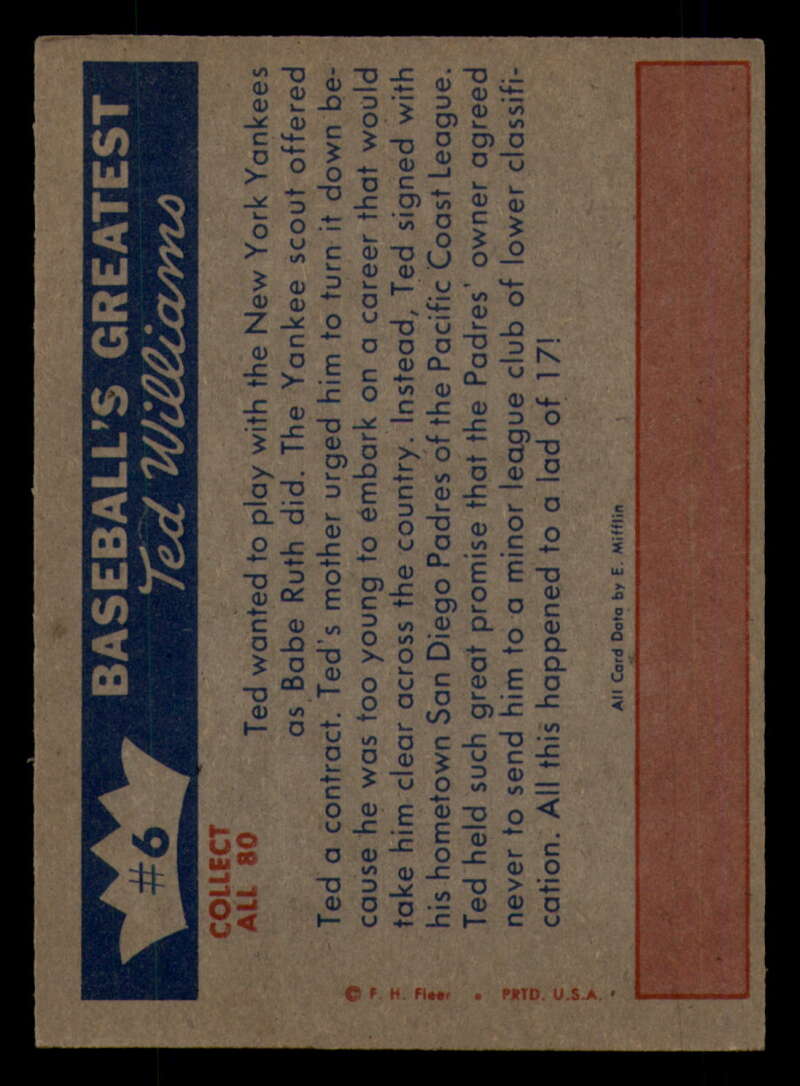 #6
BASEBALL'S GREATEST
Ted Williams
COLLECT
ALL 80
Ted wanted to play with the New York Yankees
as Babe Ruth did. The Yankee scout offered
Ted a contract. Ted's mother urged him to turn it down be-
cause he was too young to embark on a career that would
take him clear across the country. Instead, Ted signed with
his hometown San Diego Padres of the Pacific Coast League.
Ted held such great promise that the Padres' owner agreed
never to send him to a minor league club of lower classifi-
cation. All this happened to a lad of 17!
All Card Data by E. Mifflin
© F. H. Fleer • PRTD. U.S.A.